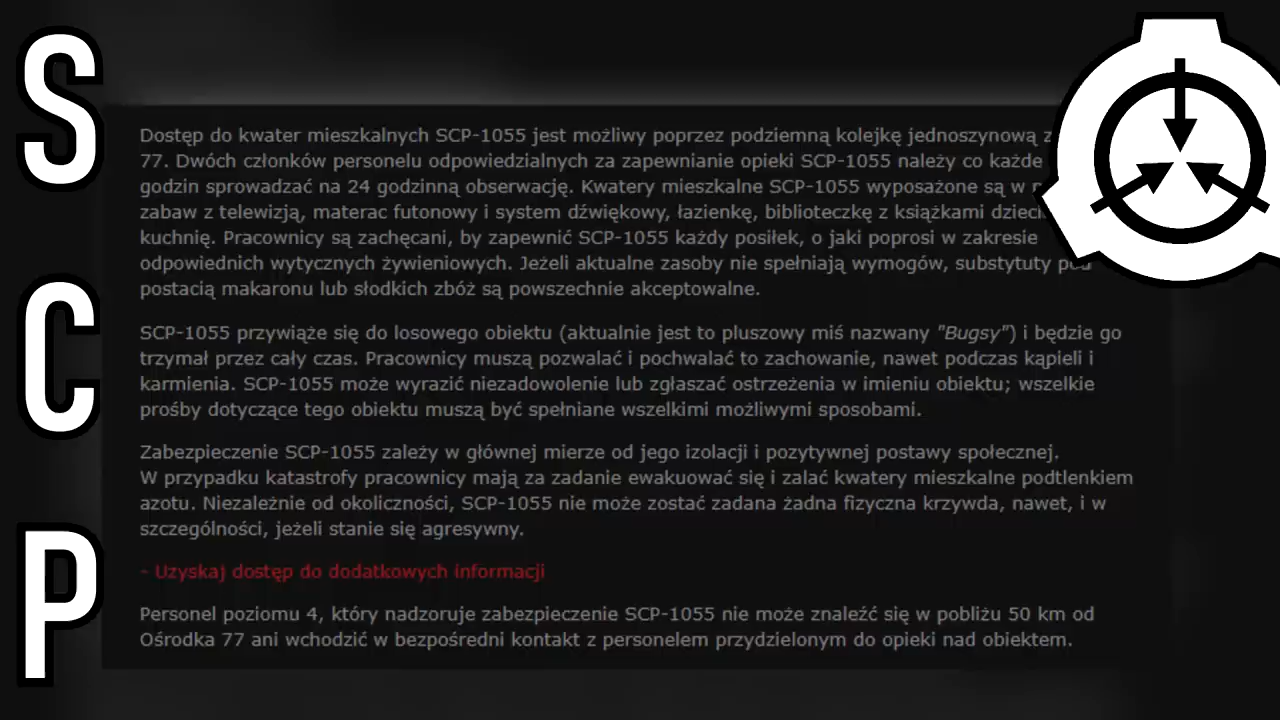 S
C
P
Dostęp do kwater mieszkalnych SCP-1055 jest możliwy poprzez podziemną kolejkę jednoszynową z
77. Dwóch członków personelu odpowiedzialnych za zapewnianie opieki SCP-1055 należy co każde
godzin sprowadzać na 24 godzinną obserwację. Kwatery mieszkalne SCP-1055 wyposażone są w
zabaw z telewizją, materac futonowy i system dźwiękowy, łazienkę, biblioteczkę z książkami
kuchnię. Pracownicy są zachęcani, by zapewnić SCP-1055 każdy posiłek, o jaki poprosi w zakresie
odpowiednich wytycznych żywieniowych. Jeżeli aktualne zasoby nie spełniają wymogów, substytuty pod
postacią makaronu lub słodkich zbóż są powszechnie akceptowalne.
SCP-1055 przywiąże się do losowego obiektu (aktualnie jest to pluszowy miś nazwany "Bugsy") i będzie go
trzymał przez cały czas. Pracownicy muszą pozwalać i pochwalać to zachowanie, nawet podczas kąpieli i
karmienia. SCP-1055 może wyrazić niezadowolenie lub zgłaszać ostrzeżenia w imieniu obiektu; wszelkie
prośby dotyczące tego obiektu muszą być spełniane wszelkimi możliwymi sposobami.
Zabezpieczenie SCP-1055 zależy w głównej mierze od jego izolacji i pozytywnej postawy społecznej.
W przypadku katastrofy pracownicy mają za zadanie ewakuować się i zalać kwatery mieszkalne podtlenkiem
azotu. Niezależnie od okoliczności, SCP-1055 nie może zostać zadana żadna fizyczna krzywda, nawet, i w
szczególności, jeżeli stanie się agresywny.
- Uzyskaj dostęp do dodatkowych informacji
Personel poziomu 4, który nadzoruje zabezpieczenie SCP-1055 nie może znaleźć się w pobliżu 50 km od
Ośrodka 77 ani wchodzić w bezpośredni kontakt z personelem przydzielonym do opieki nad obiektem.